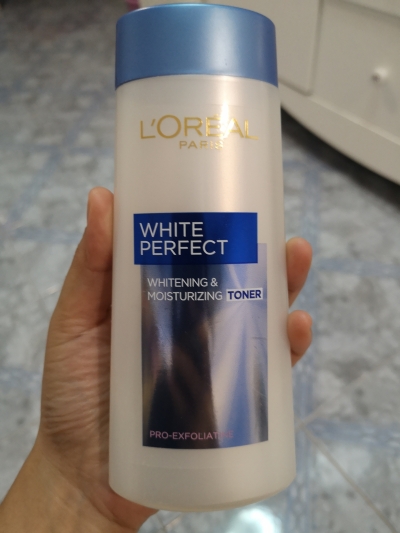 L'ORÉAL
PARIS
WHITE
PERFECT
WHITENING &
MOISTURIZING TONER